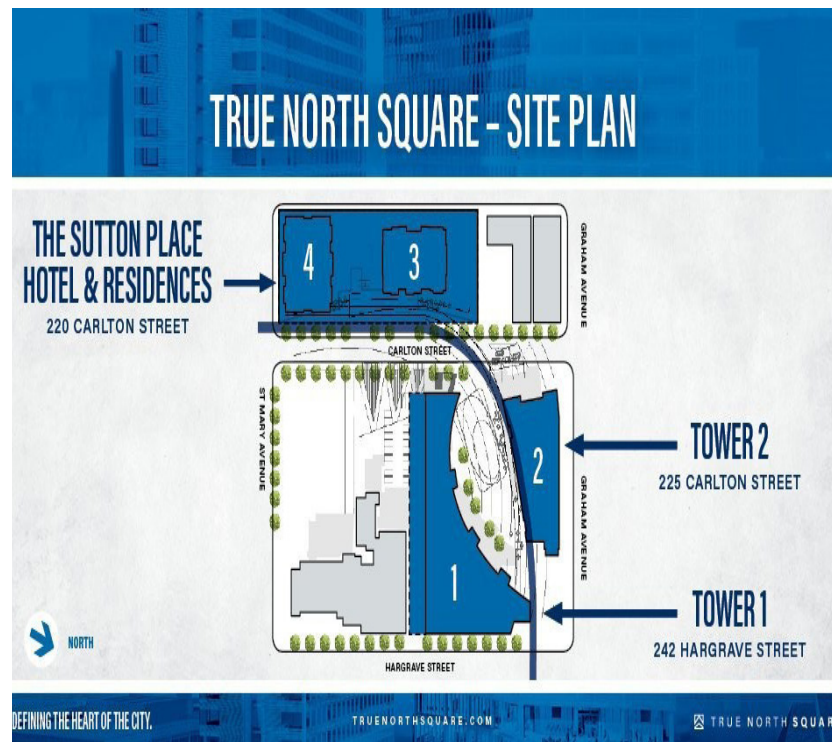 TRUE NORTH SQUARE – SITE PLAN
THE SUTTON PLACE
HOTEL & RESIDENCES
220 CARLTON STREET
4
3
GRAHAM AVENUE
CARLTON STREET
ST MARY AVENUE
2
TOWER 2
225 CARLTON STREET
GRAHAM AVENUE
1
TOWER 1
242 HARGRAVE STREET
NORTH
HARGRAVE STREET
DEFINING THE HEART OF THE CITY.
TRUENORTHSQUARE.COM
TRUE NORTH SQUAR